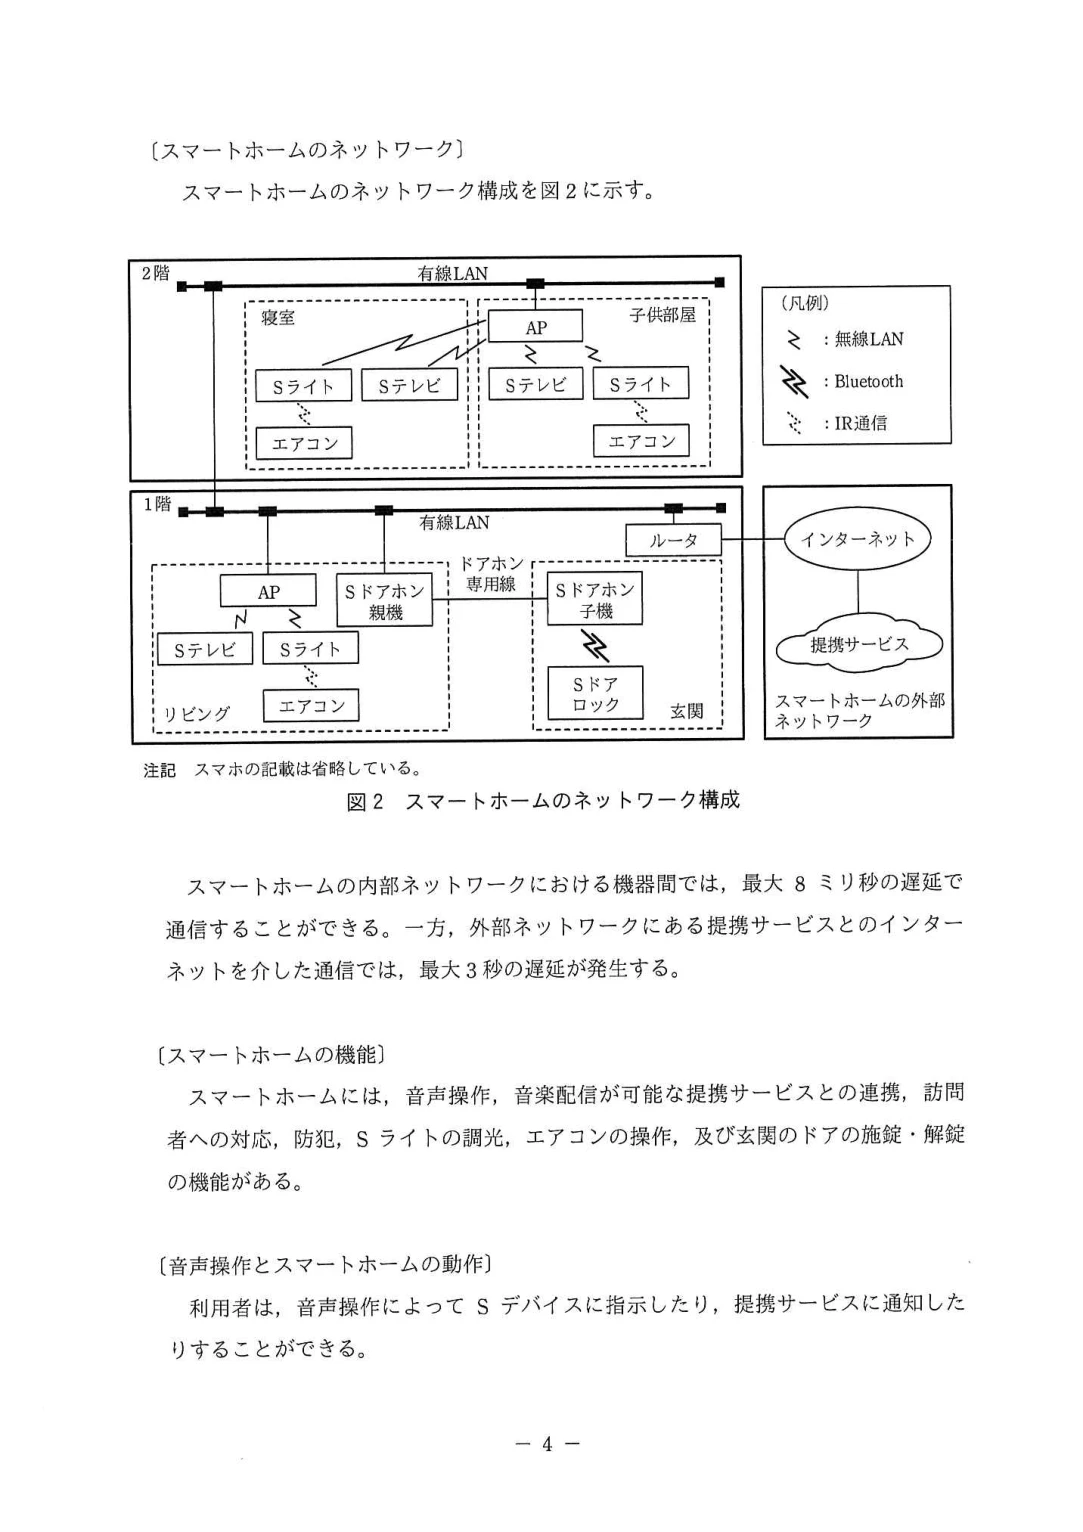 〔スマートホームのネットワーク〕
スマートホームのネットワーク構成を図2に示す。
2階
有線LAN
寝室
子供部屋
AP
Sライト
Sテレビ
Sテレビ
Sライト
エアコン
エアコン
（凡例）
：無線LAN
：Bluetooth
：IR通信
1階
有線LAN
ルータ
インターネット
ドアホン
専用線
AP
Sドアホン
親機
Sドアホン
子機
Sテレビ
Sライト
提携サービス
Sドア
ロック
エアコン
リビング
玄関
スマートホームの外部
ネットワーク
注記　スマホの記載は省略している。
図2　スマートホームのネットワーク構成
スマートホームの内部ネットワークにおける機器間では，最大 8 ミリ秒の遅延で
通信することができる。一方，外部ネットワークにある提携サービスとのインター
ネットを介した通信では，最大3秒の遅延が発生する。
〔スマートホームの機能〕
スマートホームには，音声操作，音楽配信が可能な提携サービスとの連携，訪問
者への対応，防犯，S ライトの調光，エアコンの操作，及び玄関のドアの施錠・解錠
の機能がある。
〔音声操作とスマートホームの動作〕
利用者は，音声操作によって S デバイスに指示したり，提携サービスに通知した
りすることができる。
－ 4 －